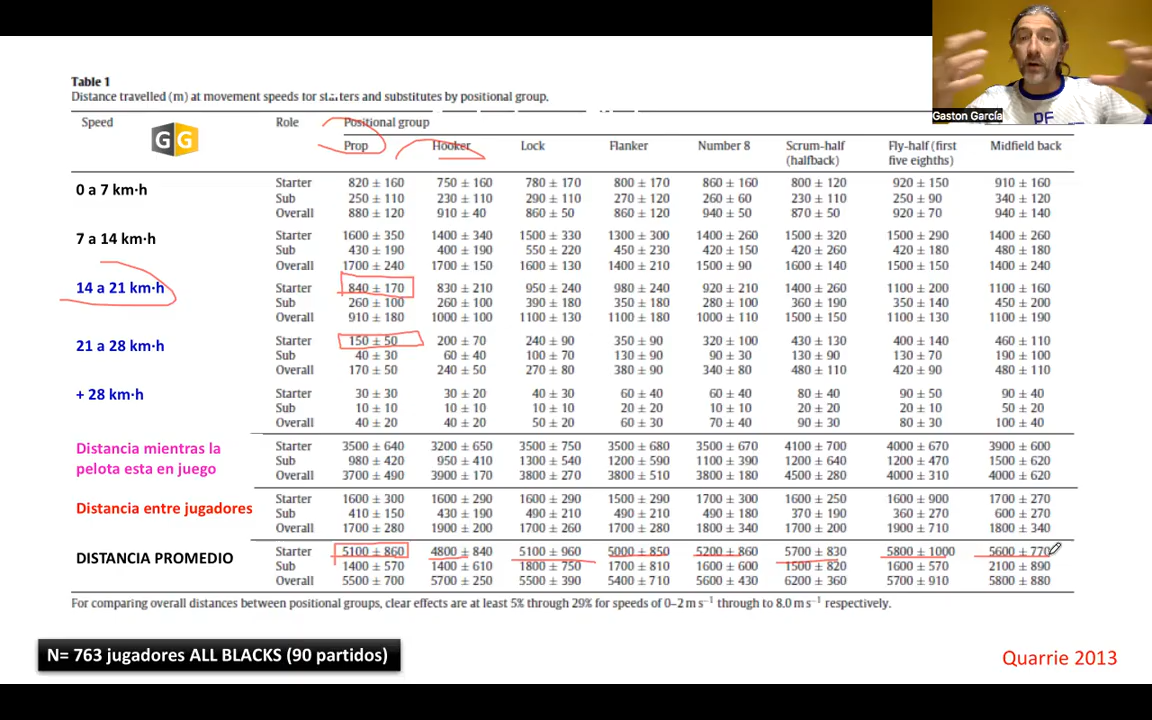 Gaston García
PF
Table 1
Distance travelled (m) at movement speeds for starters and substitutes by positional group.
Speed Role Positional group
Prop Hooker Lock Flanker Number 8 Scrum-half (halfback) Fly-half (first five eighths) Midfield back
GG
0 a 7 km·h Starter 820 ± 160 750 ± 160 780 ± 170 800 ± 170 860 ± 160 800 ± 120 920 ± 150 910 ± 160
Sub 250 ± 110 230 ± 110 290 ± 110 270 ± 120 260 ± 60 230 ± 110 250 ± 90 340 ± 120
Overall 880 ± 120 910 ± 40 860 ± 50 860 ± 120 940 ± 50 870 ± 50 920 ± 70 940 ± 140
7 a 14 km·h Starter 1600 ± 350 1400 ± 340 1500 ± 330 1300 ± 300 1400 ± 260 1500 ± 320 1500 ± 290 1400 ± 260
Sub 430 ± 190 400 ± 190 550 ± 220 450 ± 230 420 ± 150 420 ± 260 420 ± 180 480 ± 180
Overall 1700 ± 240 1700 ± 150 1600 ± 130 1400 ± 210 1500 ± 90 1600 ± 140 1500 ± 150 1400 ± 240
14 a 21 km·h Starter 840 ± 170 830 ± 210 950 ± 240 980 ± 240 920 ± 210 1400 ± 260 1100 ± 200 1100 ± 160
Sub 260 ± 100 260 ± 100 390 ± 180 350 ± 180 280 ± 100 360 ± 190 350 ± 140 450 ± 200
Overall 910 ± 180 1000 ± 100 1100 ± 130 1100 ± 180 1000 ± 110 1500 ± 150 1100 ± 130 1100 ± 190
21 a 28 km·h Starter 150 ± 50 200 ± 70 240 ± 90 350 ± 90 320 ± 100 430 ± 130 400 ± 140 460 ± 110
Sub 40 ± 30 60 ± 40 100 ± 70 130 ± 90 90 ± 30 130 ± 90 130 ± 70 190 ± 100
Overall 170 ± 50 240 ± 50 270 ± 80 380 ± 90 340 ± 80 480 ± 110 420 ± 90 480 ± 110
+ 28 km·h Starter 30 ± 30 30 ± 20 40 ± 30 60 ± 40 60 ± 40 80 ± 40 90 ± 50 90 ± 40
Sub 10 ± 10 10 ± 10 10 ± 10 20 ± 20 10 ± 10 20 ± 20 20 ± 10 50 ± 20
Overall 40 ± 20 40 ± 20 50 ± 20 60 ± 30 70 ± 40 90 ± 30 80 ± 30 100 ± 40
Distancia mientras la pelota esta en juego Starter 3500 ± 640 3200 ± 650 3500 ± 750 3500 ± 680 3500 ± 670 4100 ± 700 4000 ± 670 3900 ± 600
Sub 980 ± 420 950 ± 410 1300 ± 540 1200 ± 590 1100 ± 390 1200 ± 640 1200 ± 470 1500 ± 620
Overall 3700 ± 490 3900 ± 170 3800 ± 270 3800 ± 510 3800 ± 180 4500 ± 280 4000 ± 310 4000 ± 620
Distancia entre jugadores Starter 1600 ± 300 1600 ± 290 1600 ± 290 1500 ± 290 1700 ± 300 1600 ± 250 1600 ± 900 1700 ± 270
Sub 410 ± 150 430 ± 190 490 ± 210 490 ± 210 490 ± 180 370 ± 190 360 ± 270 600 ± 270
Overall 1700 ± 280 1900 ± 200 1700 ± 260 1700 ± 280 1800 ± 340 1700 ± 200 1900 ± 710 1800 ± 340
DISTANCIA PROMEDIO Starter 5100 ± 860 4800 ± 840 5100 ± 960 5000 ± 850 5200 ± 860 5700 ± 830 5800 ± 1000 5600 ± 770
Sub 1400 ± 570 1400 ± 610 1800 ± 750 1700 ± 810 1600 ± 600 1500 ± 820 1600 ± 570 2100 ± 890
Overall 5500 ± 700 5700 ± 250 5500 ± 390 5400 ± 710 5600 ± 430 6200 ± 360 5700 ± 910 5800 ± 880
For comparing overall distances between positional groups, clear effects are at least 5% through 29% for speeds of 0–2 m s⁻¹ through to 8.0 m s⁻¹ respectively.
N= 763 jugadores ALL BLACKS (90 partidos)
Quarrie 2013